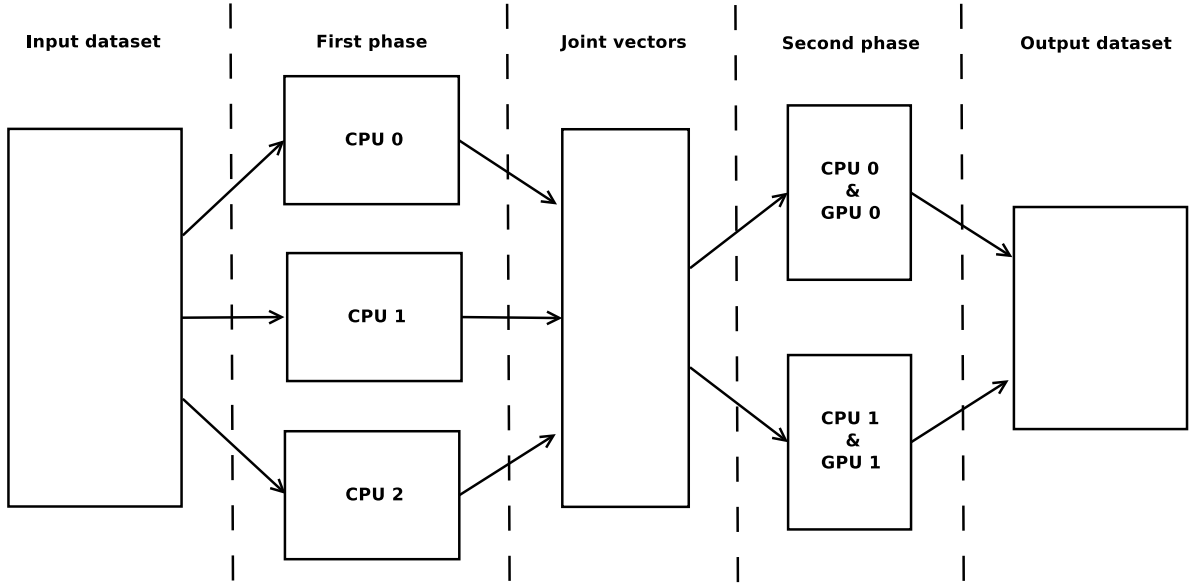 Input dataset
First phase
Joint vectors
Second phase
Output dataset
CPU 0
CPU 1
CPU 2
CPU 0
&
GPU 0
CPU 1
&
GPU 1